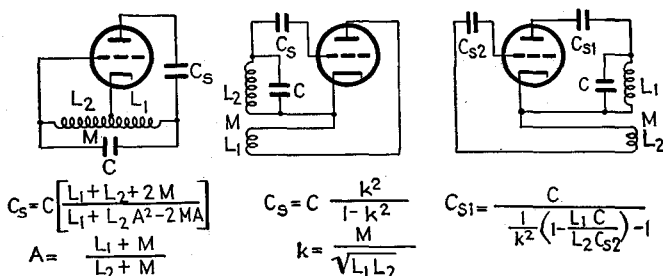 C_S
L_2 L_1
M
C
C_S
L_2
C
M
L_1
C_S2
C_S1
C
L_1
M
L_2
C_S = C [ (L_1 + L_2 + 2M) / (L_1 + L_2 A^2 - 2MA) ]
A = (L_1 + M) / (L_2 + M)
C_S = C k^2 / (1 - k^2)
k = M / √(L_1 L_2)
C_S1 = C / ( 1/k^2 (1 - L_1 C / L_2 C_S2) - 1 )